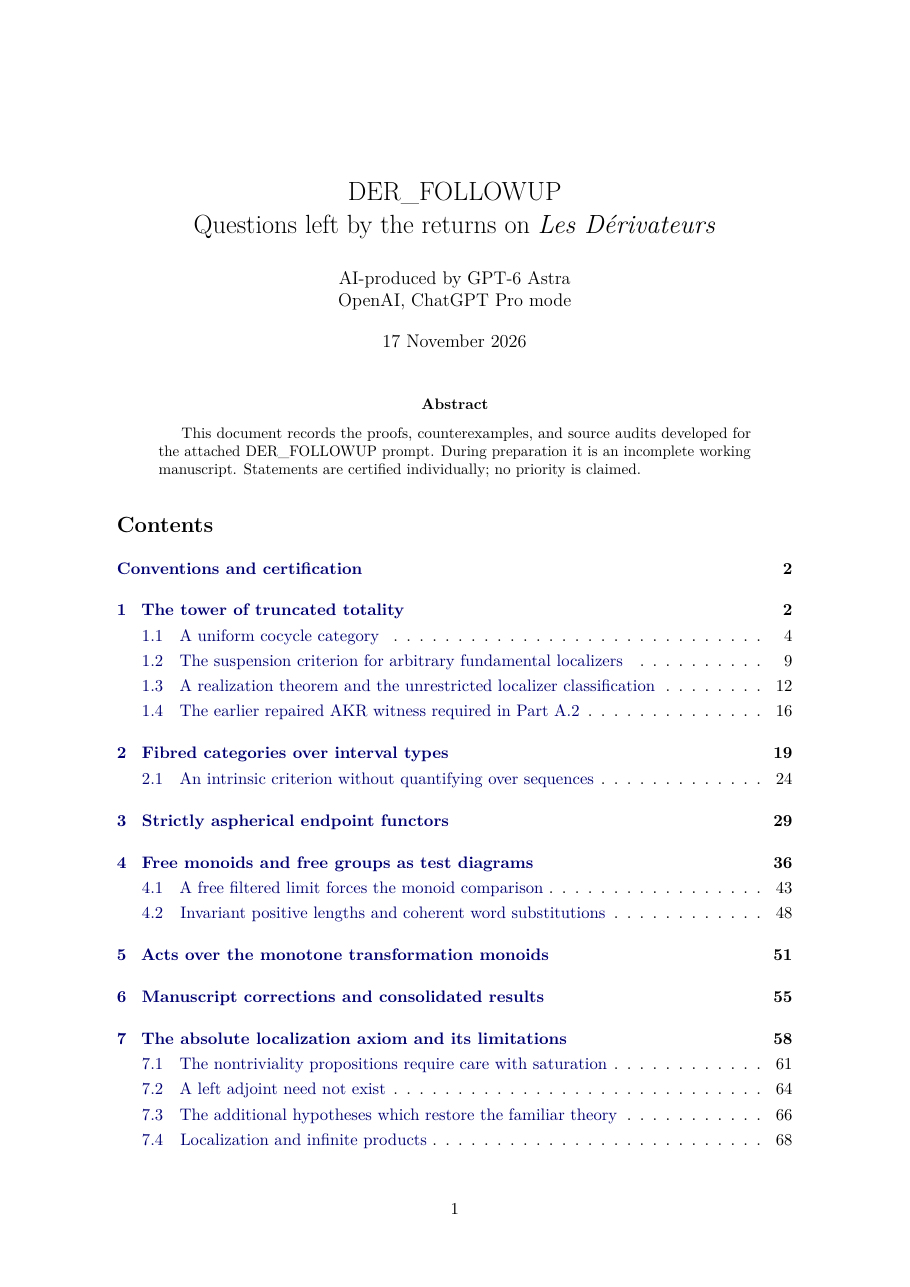 DER_FOLLOWUP
Questions left by the returns on Les Dérivateurs
AI-produced by GPT-6 Astra
OpenAI, ChatGPT Pro mode
17 November 2026
Abstract
This document records the proofs, counterexamples, and source audits developed for
the attached DER_FOLLOWUP prompt. During preparation it is an incomplete working
manuscript. Statements are certified individually; no priority is claimed.
Contents
Conventions and certification 2
1 The tower of truncated totality 2
1.1 A uniform cocycle category . . . . . . . . . . . . . . . . . . . . . . . . . . . . . 4
1.2 The suspension criterion for arbitrary fundamental localizers . . . . . . . . . . 9
1.3 A realization theorem and the unrestricted localizer classification . . . . . . . . 12
1.4 The earlier repaired AKR witness required in Part A.2 . . . . . . . . . . . . . . 16
2 Fibred categories over interval types 19
2.1 An intrinsic criterion without quantifying over sequences . . . . . . . . . . . . . 24
3 Strictly aspherical endpoint functors 29
4 Free monoids and free groups as test diagrams 36
4.1 A free filtered limit forces the monoid comparison . . . . . . . . . . . . . . . . . 43
4.2 Invariant positive lengths and coherent word substitutions . . . . . . . . . . . . 48
5 Acts over the monotone transformation monoids 51
6 Manuscript corrections and consolidated results 55
7 The absolute localization axiom and its limitations 58
7.1 The nontriviality propositions require care with saturation . . . . . . . . . . . . 61
7.2 A left adjoint need not exist . . . . . . . . . . . . . . . . . . . . . . . . . . . . . 64
7.3 The additional hypotheses which restore the familiar theory . . . . . . . . . . . 66
7.4 Localization and infinite products . . . . . . . . . . . . . . . . . . . . . . . . . . 68
1